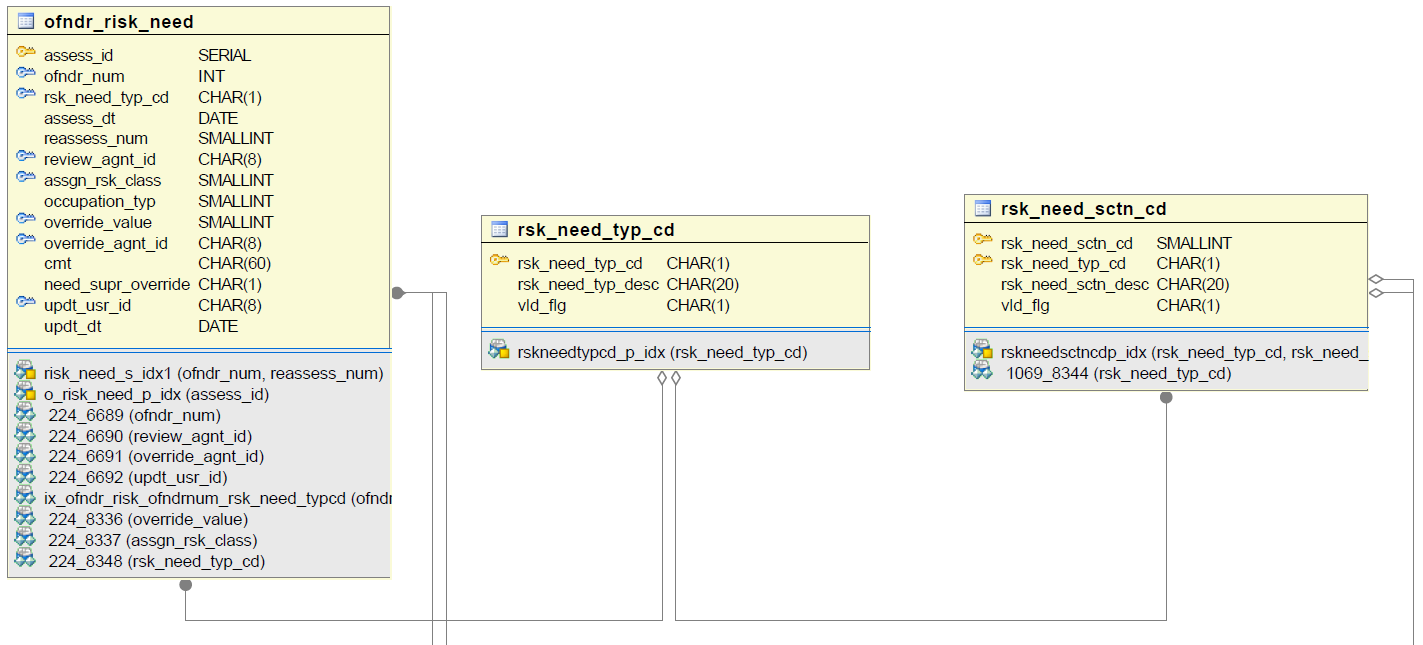 ofndr_risk_need
assess_id SERIAL
ofndr_num INT
rsk_need_typ_cd CHAR(1)
assess_dt DATE
reassess_num SMALLINT
review_agnt_id CHAR(8)
assgn_rsk_class SMALLINT
occupation_typ SMALLINT
override_value SMALLINT
override_agnt_id CHAR(8)
cmt CHAR(60)
need_supr_override CHAR(1)
updt_usr_id CHAR(8)
updt_dt DATE
risk_need_s_idx1 (ofndr_num, reassess_num)
o_risk_need_p_idx (assess_id)
224_6689 (ofndr_num)
224_6690 (review_agnt_id)
224_6691 (override_agnt_id)
224_6692 (updt_usr_id)
ix_ofndr_risk_ofndrnum_rsk_need_typcd (ofndr
224_8336 (override_value)
224_8337 (assgn_rsk_class)
224_8348 (rsk_need_typ_cd)
rsk_need_typ_cd
rsk_need_typ_cd CHAR(1)
rsk_need_typ_desc CHAR(20)
vld_flg CHAR(1)
rskneedtypcd_p_idx (rsk_need_typ_cd)
rsk_need_sctn_cd
rsk_need_sctn_cd SMALLINT
rsk_need_typ_cd CHAR(1)
rsk_need_sctn_desc CHAR(20)
vld_flg CHAR(1)
rskneedsctncdp_idx (rsk_need_typ_cd, rsk_need_
1069_8344 (rsk_need_typ_cd)